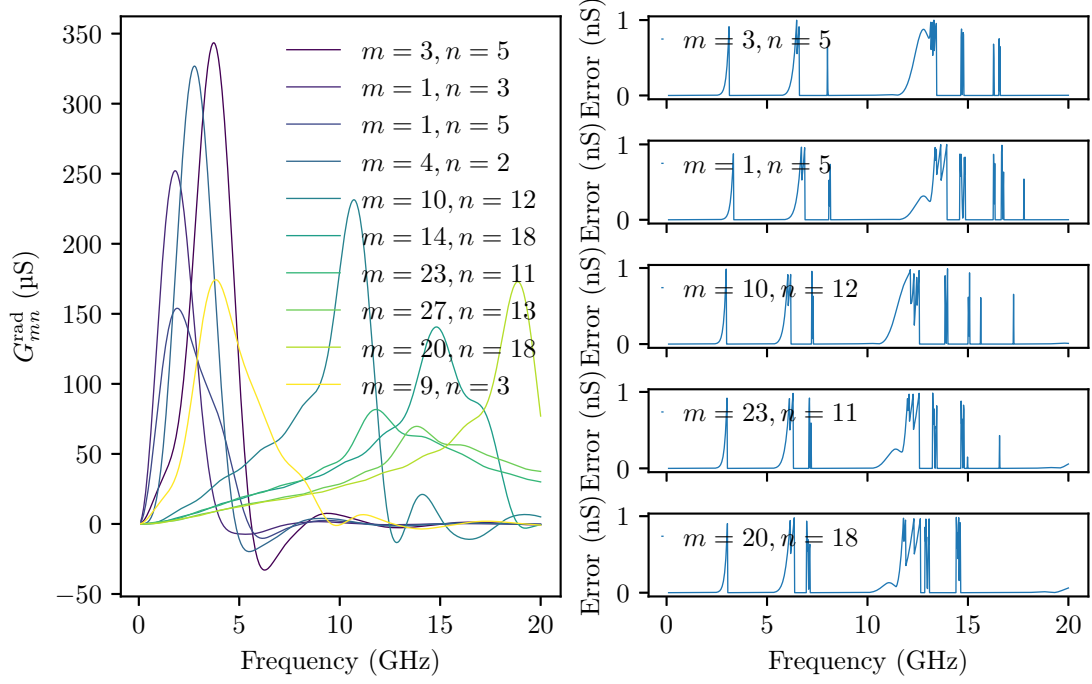 350
300
250
200
150
100
50
0
−50
G^rad_mn (µS)
0
5
10
15
20
Frequency (GHz)
m = 3, n = 5
m = 1, n = 3
m = 1, n = 5
m = 4, n = 2
m = 10, n = 12
m = 14, n = 18
m = 23, n = 11
m = 27, n = 13
m = 20, n = 18
m = 9, n = 3
1
0
Error (nS)
m = 3, n = 5
1
0
Error (nS)
m = 1, n = 5
1
0
Error (nS)
m = 10, n = 12
1
0
Error (nS)
m = 23, n = 11
1
0
Error (nS)
m = 20, n = 18
0
5
10
15
20
Frequency (GHz)